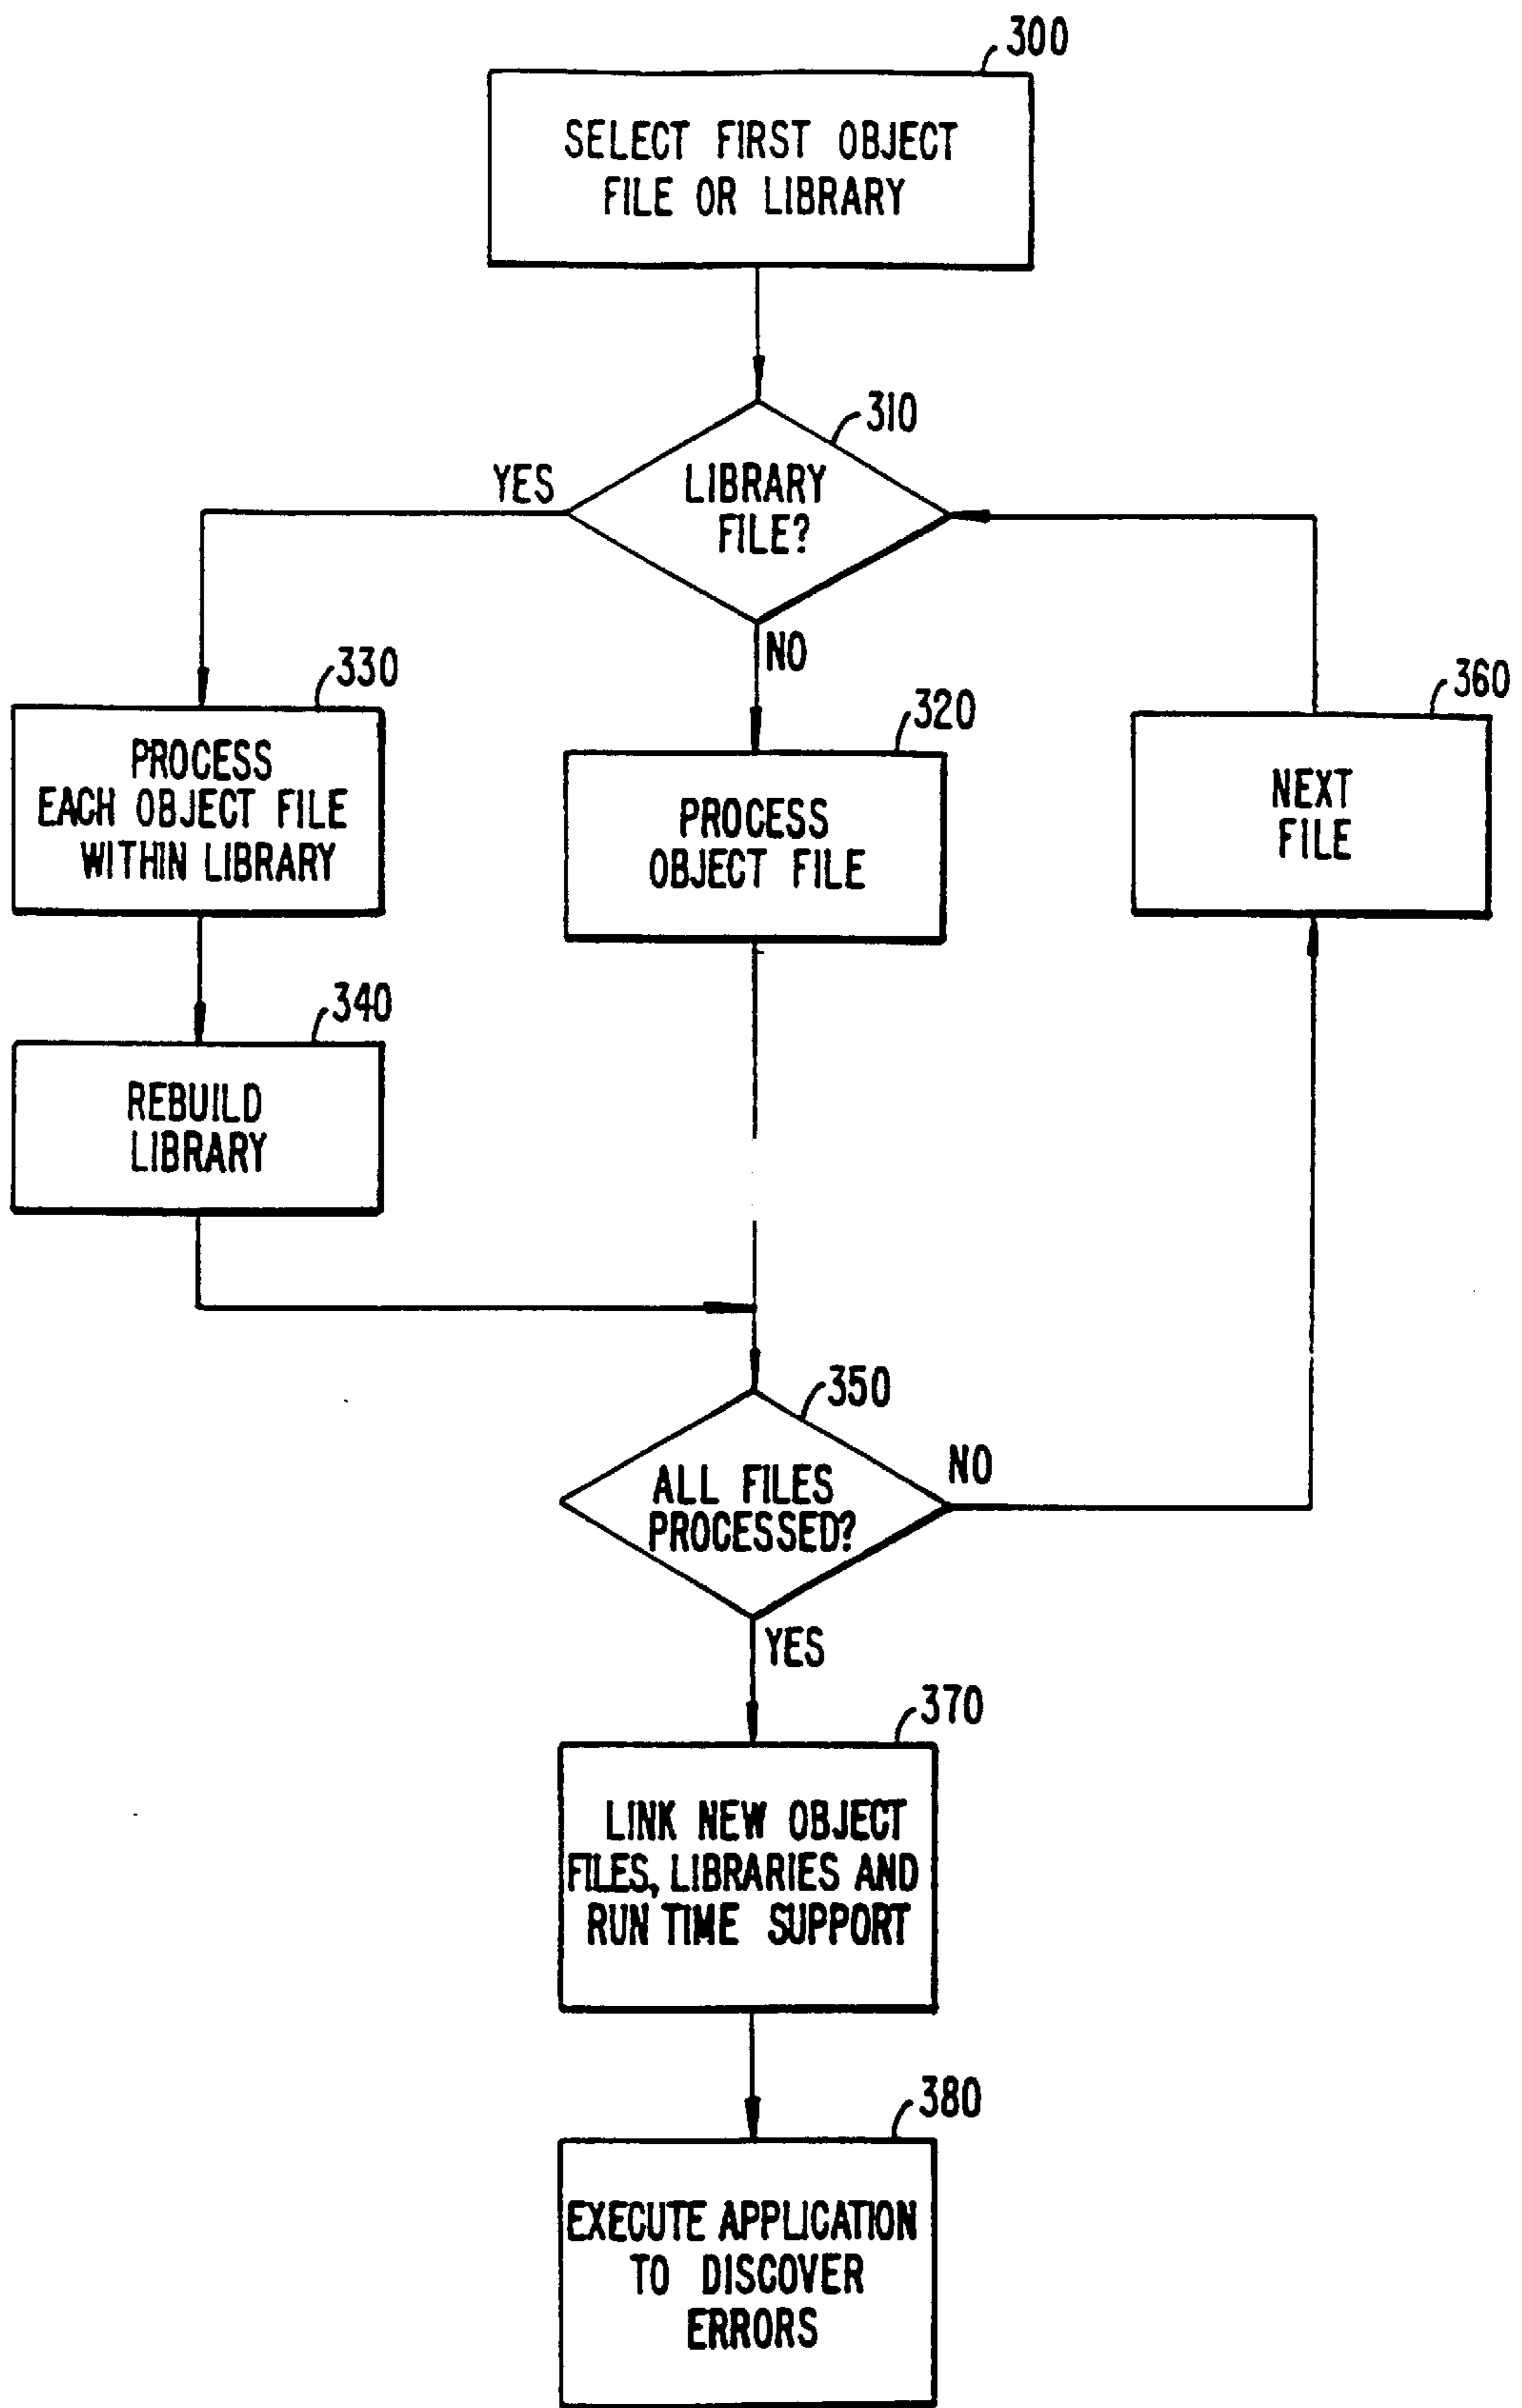 300
SELECT FIRST OBJECT
FILE OR LIBRARY
310
YES
LIBRARY
FILE?
NO
330
PROCESS
EACH OBJECT FILE
WITHIN LIBRARY
320
PROCESS
OBJECT FILE
360
NEXT
FILE
340
REBUILD
LIBRARY
350
ALL FILES
PROCESSED?
NO
YES
370
LINK NEW OBJECT
FILES, LIBRARIES AND
RUN TIME SUPPORT
380
EXECUTE APPLICATION
TO DISCOVER
ERRORS